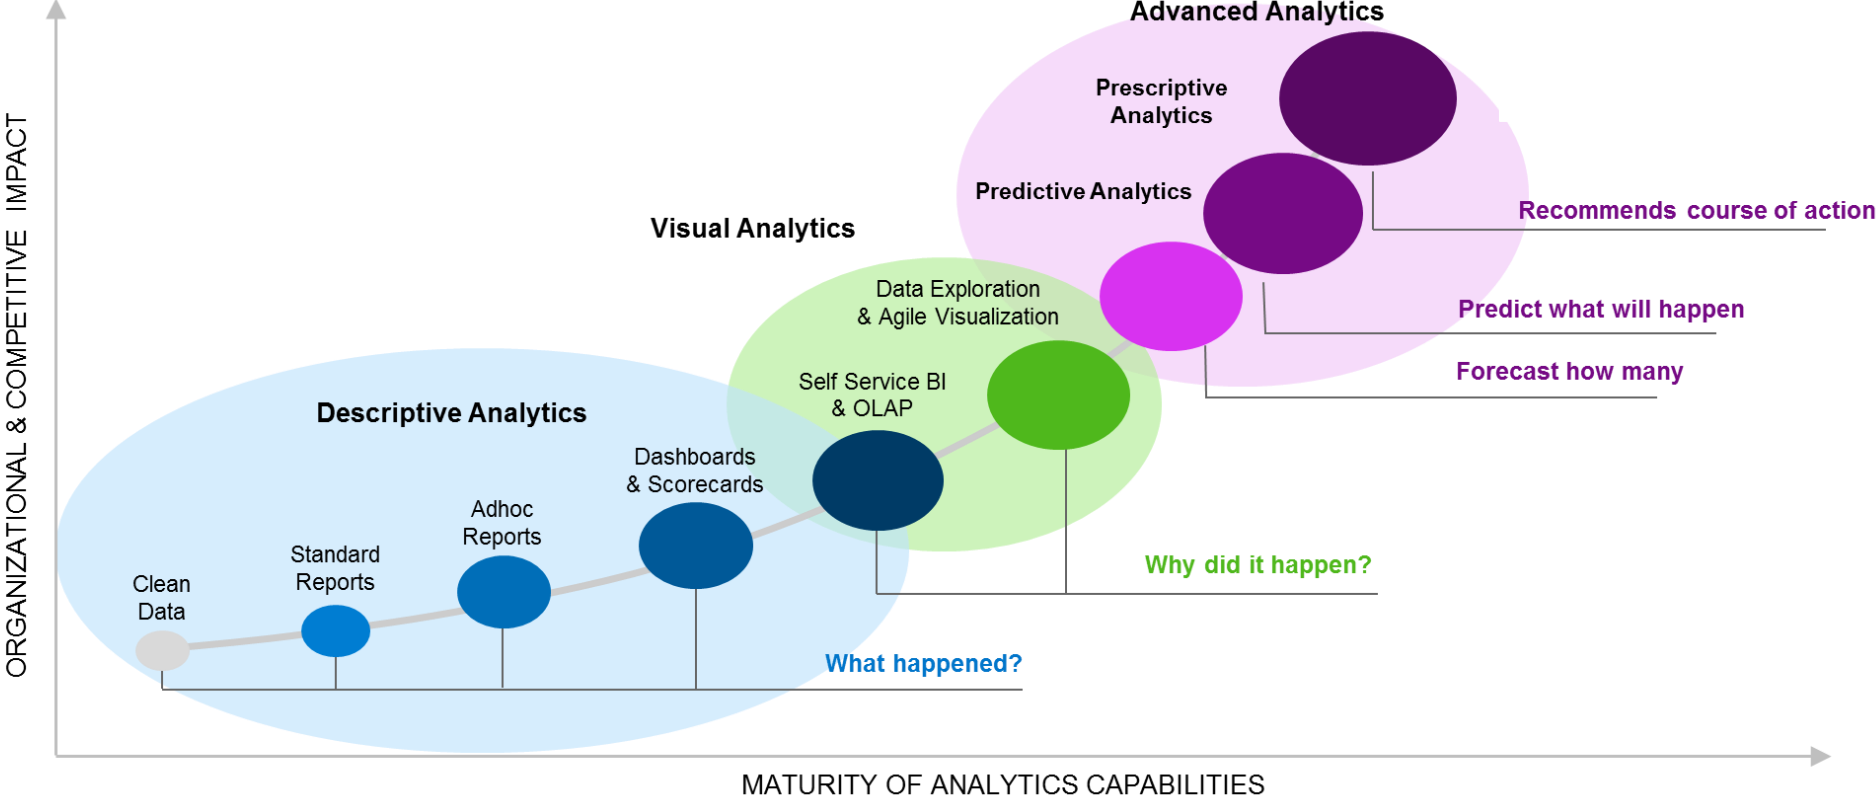 Advanced Analytics
Prescriptive
Analytics
Predictive Analytics
Recommends course of action
Visual Analytics
Data Exploration
& Agile Visualization
Predict what will happen
Forecast how many
Self Service BI
& OLAP
Descriptive Analytics
Dashboards
& Scorecards
Adhoc
Reports
Standard
Reports
Clean
Data
Why did it happen?
What happened?
ORGANIZATIONAL & COMPETITIVE IMPACT
MATURITY OF ANALYTICS CAPABILITIES